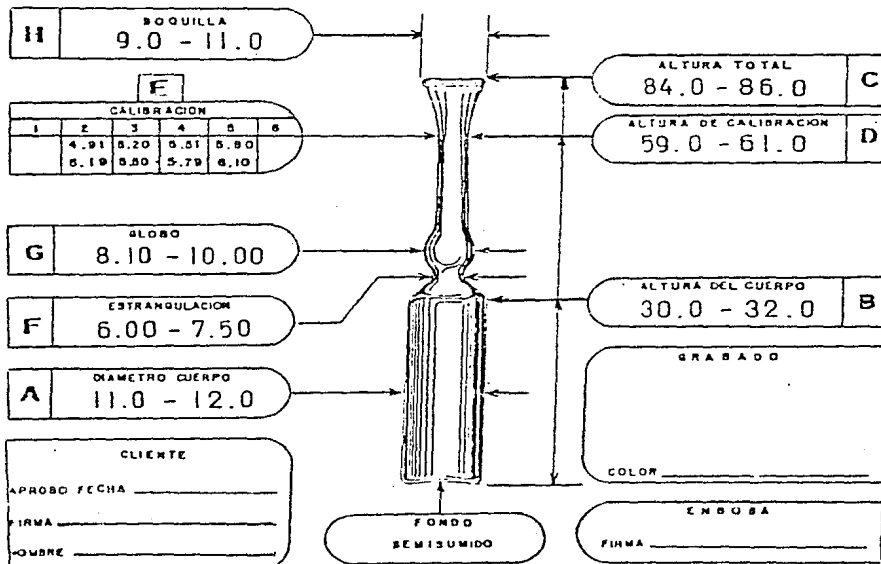 H
BOQUILLA
9.0 - 11.0
E
CALIBRACION
1 2 3 4 5 6
4.91 5.20 5.51 5.80
5.19 5.50 5.79 6.10
G
GLOBO
8.10 - 10.00
F
ESTRANGULACION
6.00 - 7.50
A
DIAMETRO CUERPO
11.0 - 12.0
CLIENTE
APROBO FECHA
FIRMA
NOMBRE
FONDO
SEMISUMIDO
ALTURA TOTAL
84.0 - 86.0
C
ALTURA DE CALIBRACION
59.0 - 61.0
D
ALTURA DEL CUERPO
30.0 - 32.0
B
GRABADO
COLOR
FIRMA